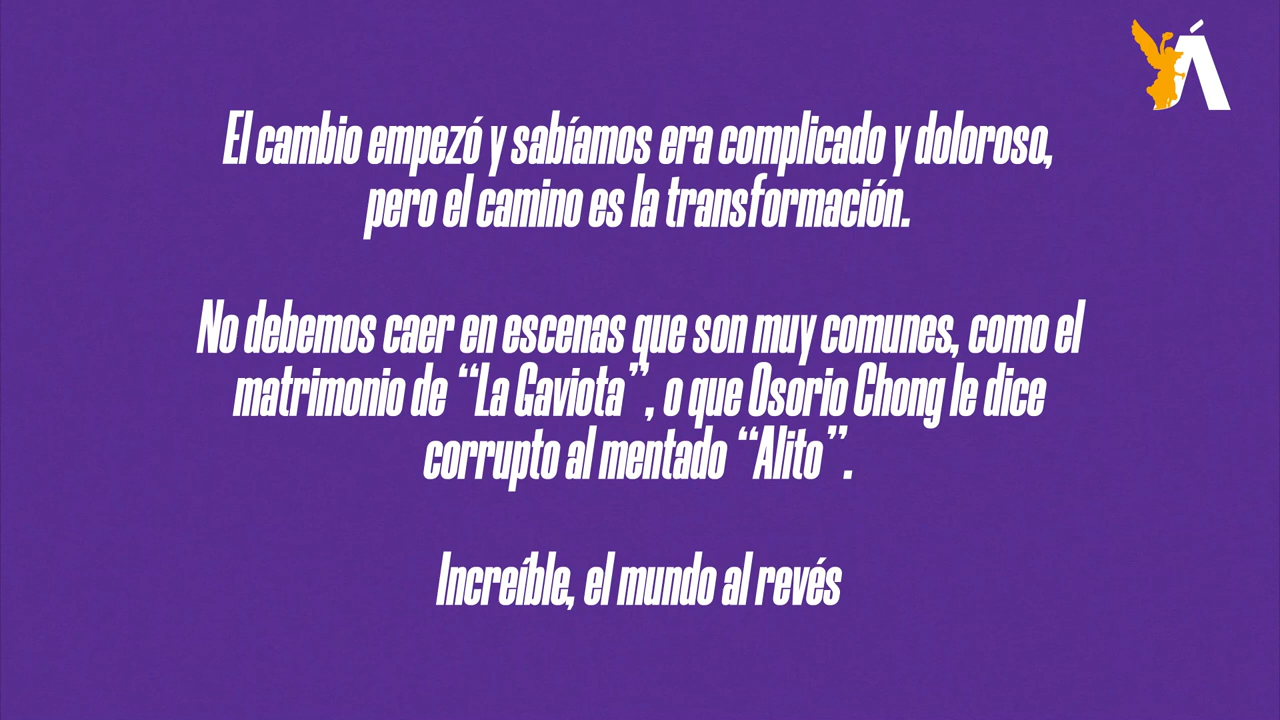 Á
El cambio empezó y sabíamos era complicado y doloroso,
pero el camino es la transformación.
No debemos caer en escenas que son muy comunes, como el
matrimonio de “La Gaviota”, o que Osorio Chong le dice
corrupto al mentado “Alito”.
Increíble, el mundo al revés